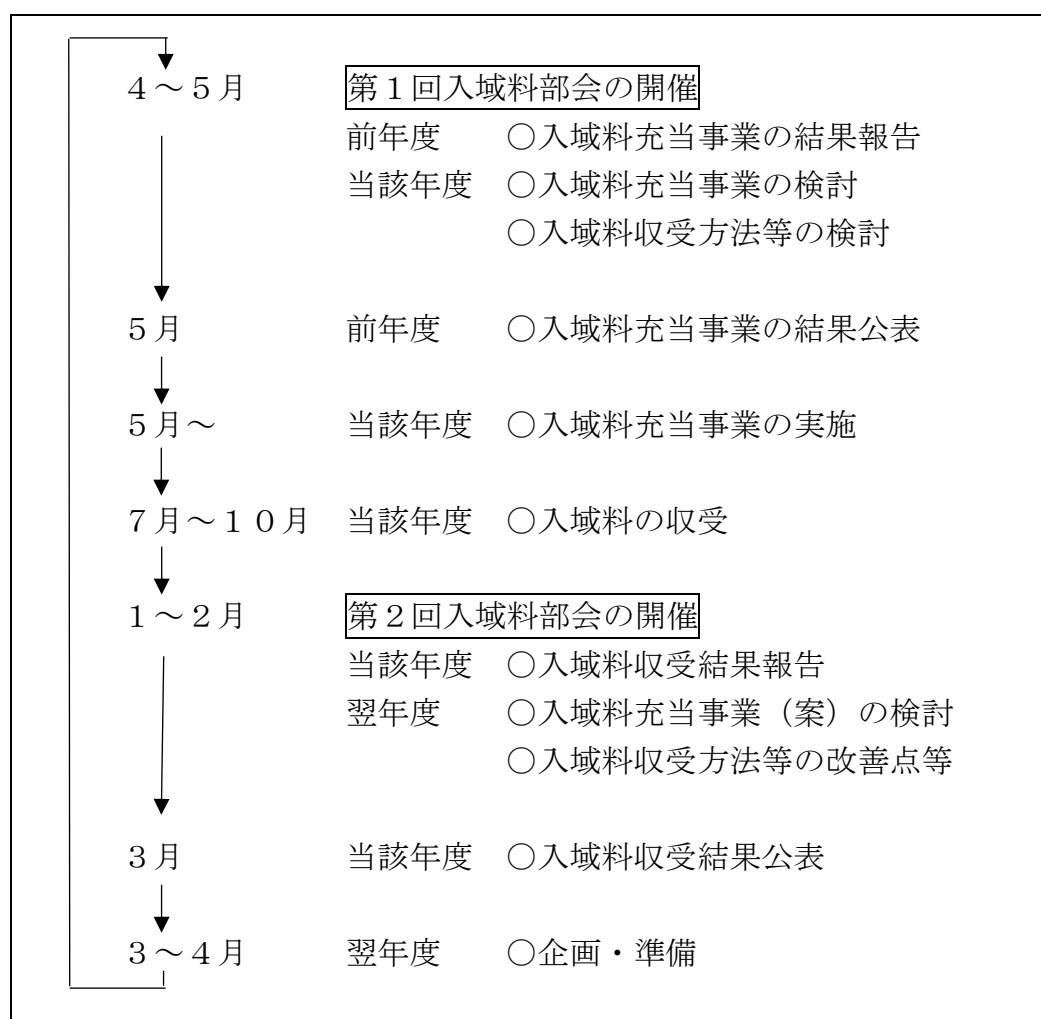 ４～５月　第１回入域料部会の開催
前年度　○入域料充当事業の結果報告
当該年度　○入域料充当事業の検討
○入域料収受方法等の検討
５月　前年度　○入域料充当事業の結果公表
５月～　当該年度　○入域料充当事業の実施
７月～１０月　当該年度　○入域料の収受
１～２月　第２回入域料部会の開催
当該年度　○入域料収受結果報告
翌年度　○入域料充当事業（案）の検討
○入域料収受方法等の改善点等
３月　当該年度　○入域料収受結果公表
３～４月　翌年度　○企画・準備